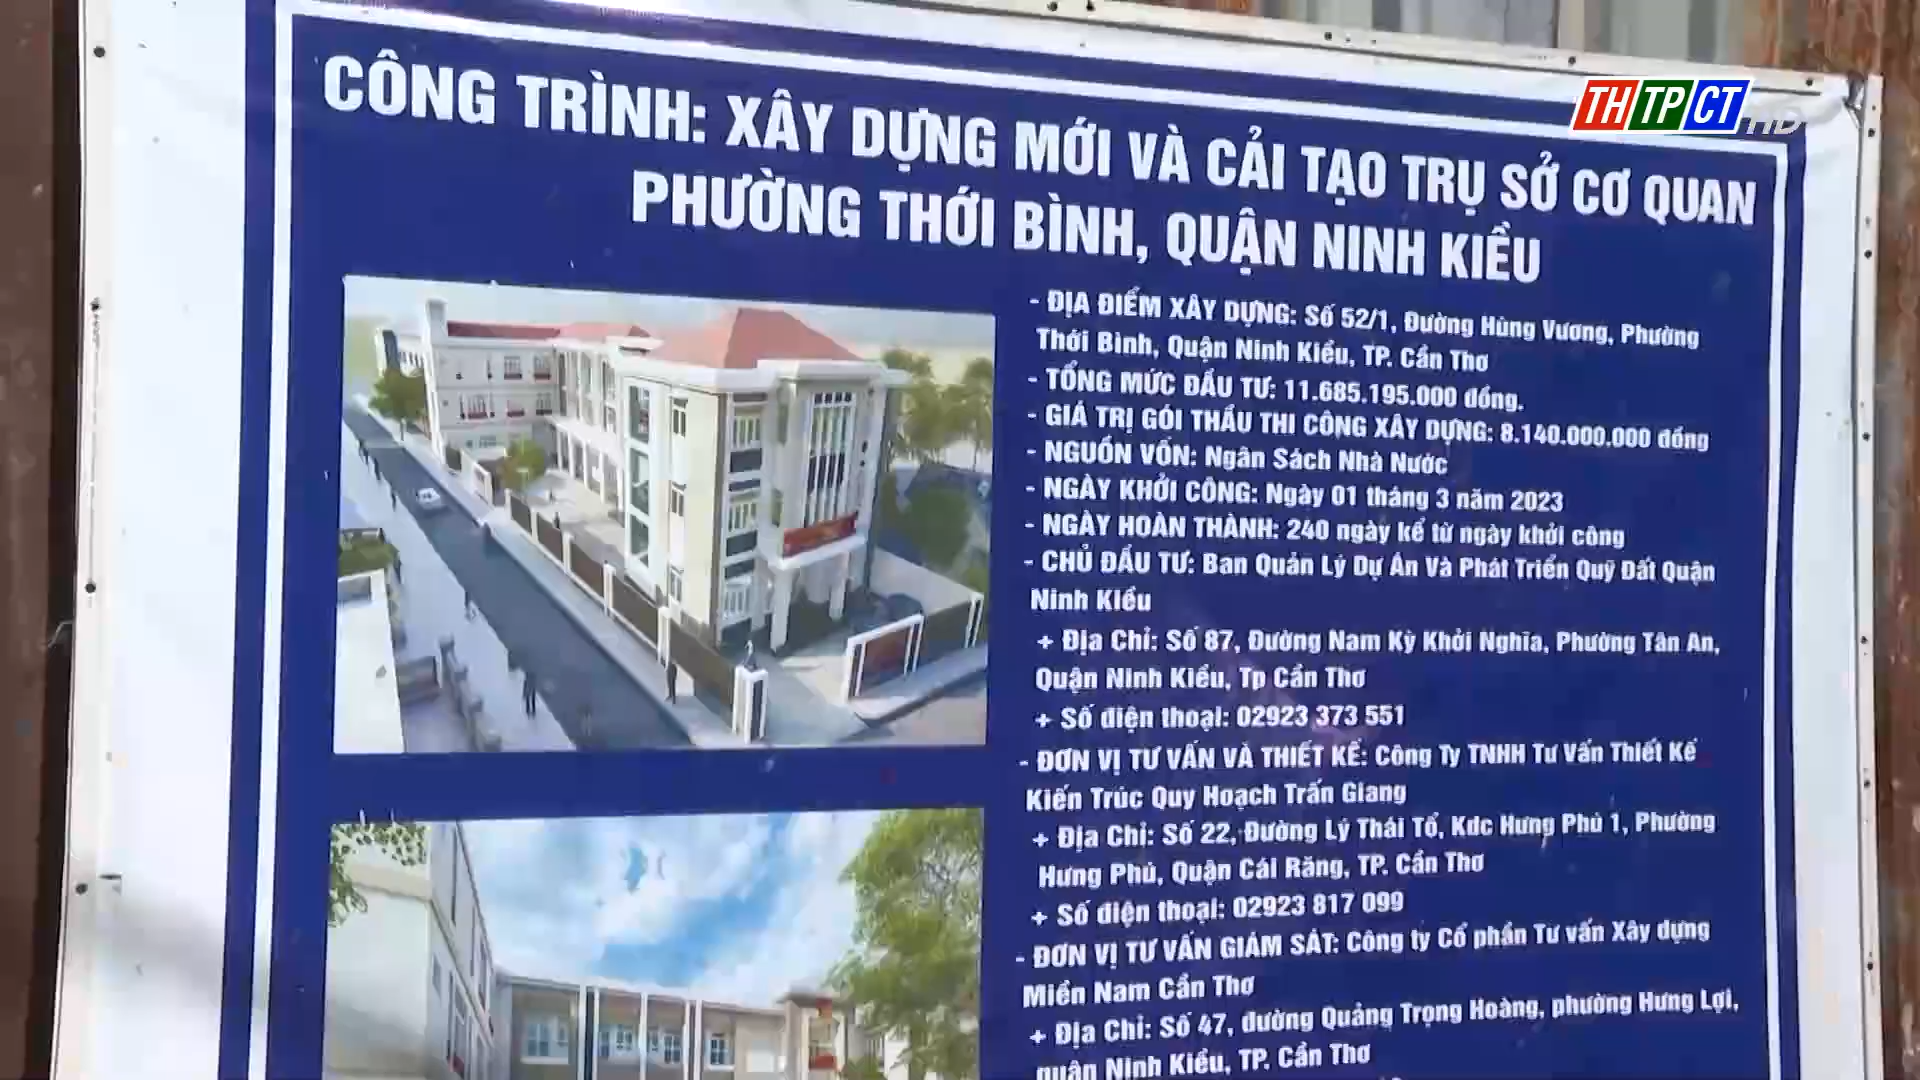 THTPCT HD
CÔNG TRÌNH: XÂY DỰNG MỚI VÀ CẢI TẠO TRỤ SỞ CƠ QUAN
PHƯỜNG THỚI BÌNH, QUẬN NINH KIỀU
- ĐỊA ĐIỂM XÂY DỰNG: Số 52/1, Đường Hùng Vương, Phường
Thới Bình, Quận Ninh Kiều, TP. Cần Thơ
- TỔNG MỨC ĐẦU TƯ: 11.685.195.000 đồng.
- GIÁ TRỊ GÓI THẦU THI CÔNG XÂY DỰNG: 8.140.000.000 đồng
- NGUỒN VỐN: Ngân Sách Nhà Nước
- NGÀY KHỞI CÔNG: Ngày 01 tháng 3 năm 2023
- NGÀY HOÀN THÀNH: 240 ngày kể từ ngày khởi công
- CHỦ ĐẦU TƯ: Ban Quản Lý Dự Án Và Phát Triển Quỹ Đất Quận
Ninh Kiều
+ Địa Chỉ: Số 87, Đường Nam Kỳ Khởi Nghĩa, Phường Tân An,
Quận Ninh Kiều, Tp Cần Thơ
+ Số điện thoại: 02923 373 551
- ĐƠN VỊ TƯ VẤN VÀ THIẾT KẾ: Công Ty TNHH Tư Vấn Thiết Kế
Kiến Trúc Quy Hoạch Trấn Giang
+ Địa Chỉ: Số 22, Đường Lý Thái Tổ, Kdc Hưng Phú 1, Phường
Hưng Phú, Quận Cái Răng, TP. Cần Thơ
+ Số điện thoại: 02923 817 099
- ĐƠN VỊ TƯ VẤN GIÁM SÁT: Công ty Cổ phần Tư vấn Xây dựng
Miền Nam Cần Thơ
+ Địa Chỉ: Số 47, đường Quảng Trọng Hoàng, phường Hưng Lợi,
quận Ninh Kiều, TP. Cần Thơ